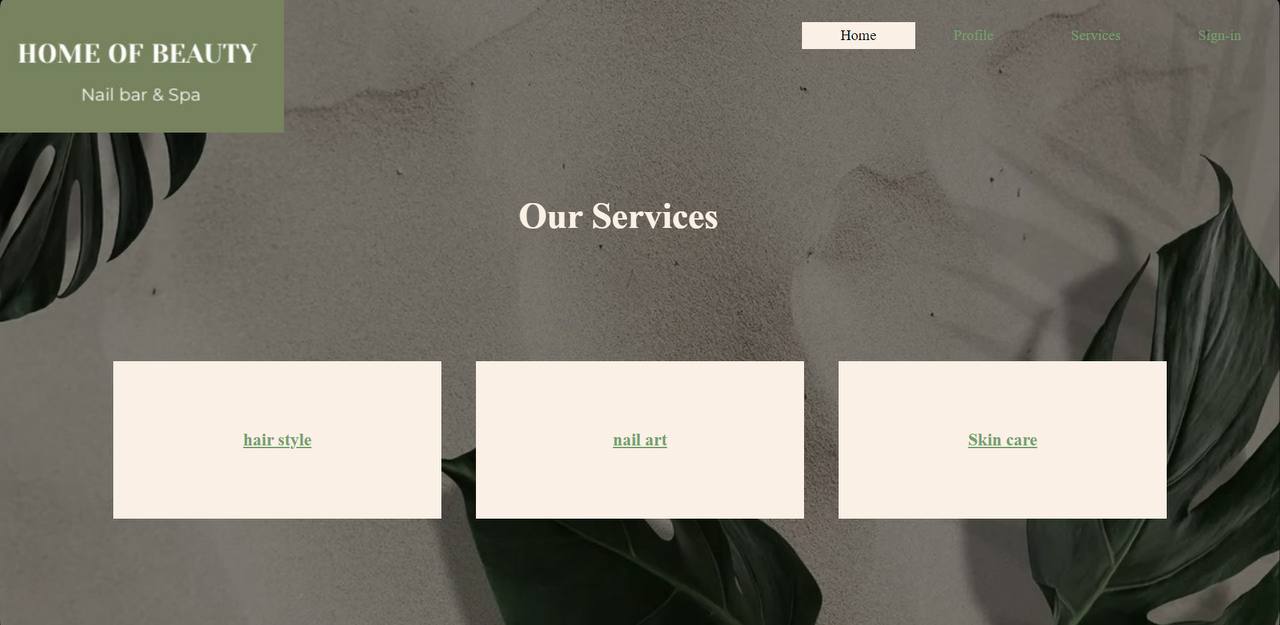 HOME OF BEAUTY
Nail bar & Spa
Home Profile Services Sign-in
Our Services
hair style
nail art
Skin care